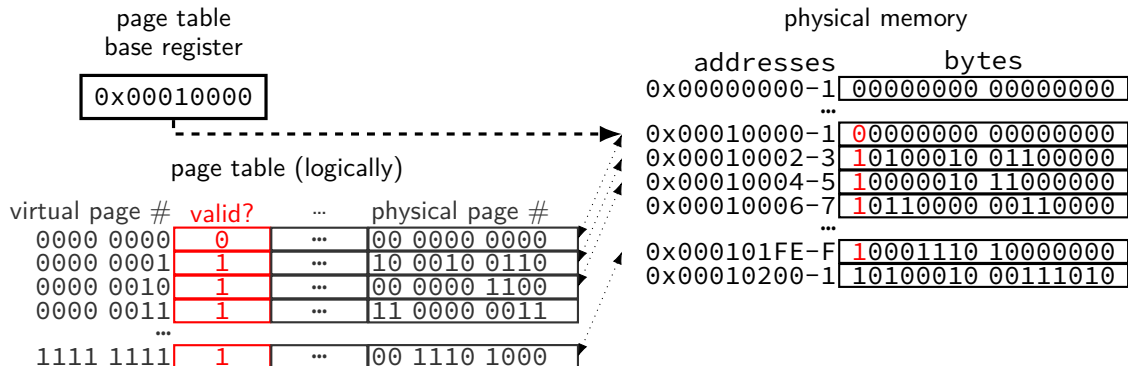 page table
base register
0x00010000
page table (logically)
virtual page # valid? ... physical page #
0000 0000 0 ... 00 0000 0000
0000 0001 1 ... 10 0010 0110
0000 0010 1 ... 00 0000 1100
0000 0011 1 ... 11 0000 0011
...
1111 1111 1 ... 00 1110 1000
physical memory
addresses bytes
0x00000000-1 00000000 00000000
...
0x00010000-1 00000000 00000000
0x00010002-3 10100010 01100000
0x00010004-5 10000010 11000000
0x00010006-7 10110000 00110000
...
0x000101FE-F 10001110 10000000
0x00010200-1 10100010 00111010